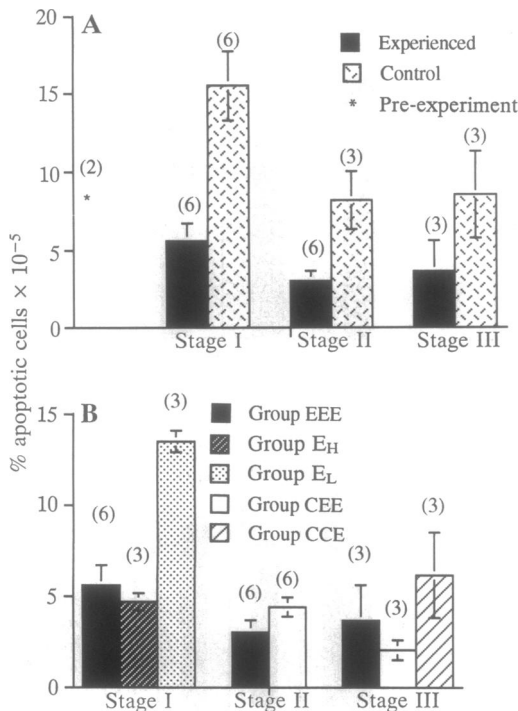 A
Experienced
Control
* Pre-experiment
% apoptotic cells × 10⁻⁵
20
15
10
5
0
(2)
*
(6)
(6)
(6)
(3)
(3)
(3)
Stage I
Stage II
Stage III
B
Group EEE
Group E_H
Group E_L
Group CEE
Group CCE
15
10
5
0
(6)
(3)
(3)
(6)
(6)
(3)
(3)
(3)
Stage I
Stage II
Stage III